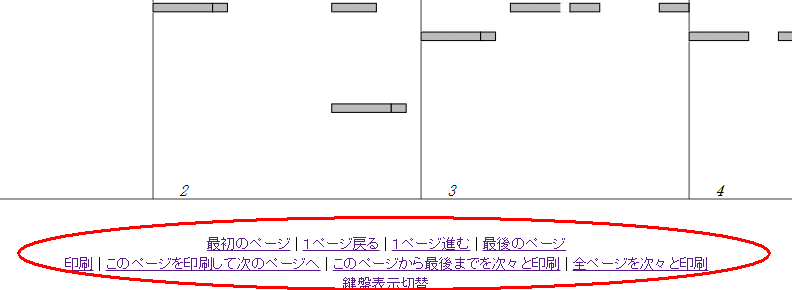 2 3 4
最初のページ | 1ページ戻る | 1ページ進む | 最後のページ
印刷 | このページを印刷して次のページへ | このページから最後までを次々と印刷 | 全ページを次々と印刷
鍵盤表示切替